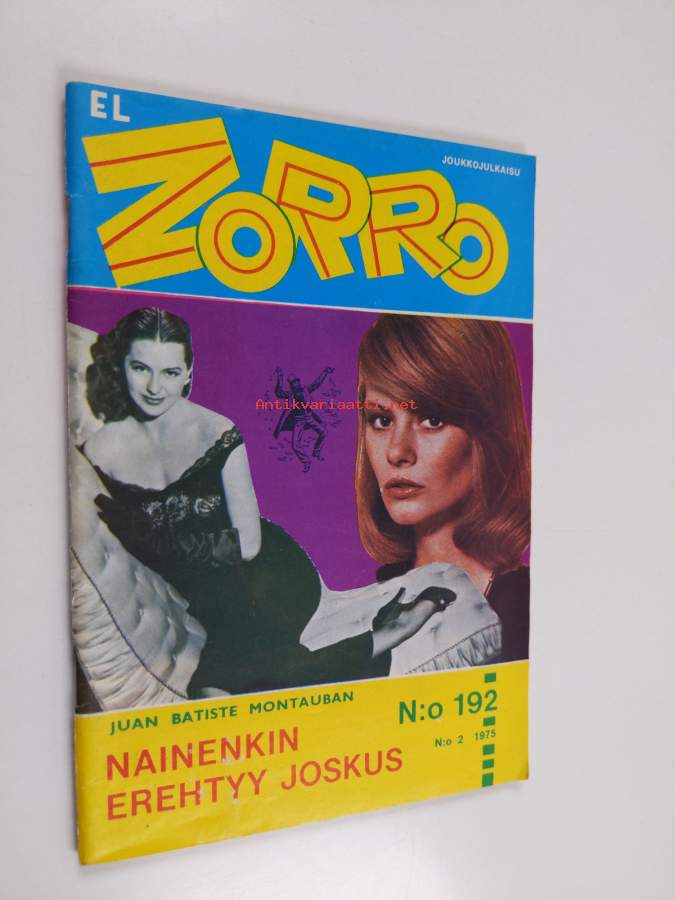 EL
ZORRO
JOUKKOJULKAISU
Antikvariaatti.net
JUAN BATISTE MONTAUBAN
N:o 192
N:o 2 1975
NAINENKIN
EREHTYY JOSKUS